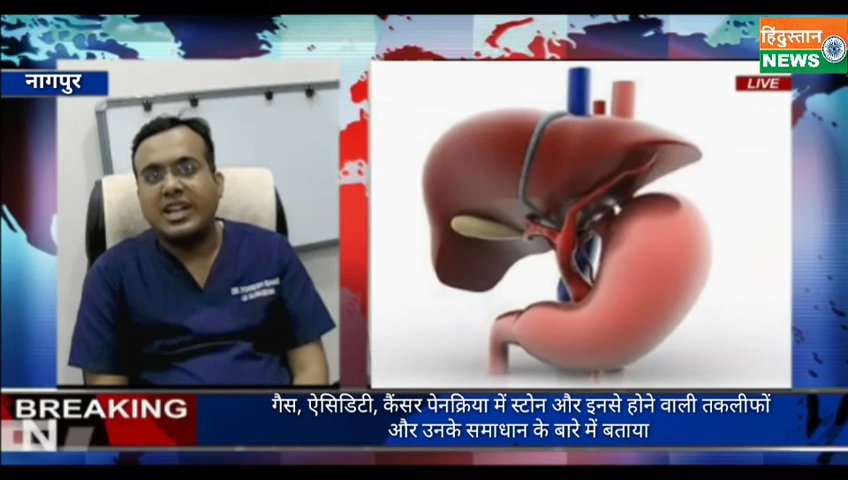 हिंदुस्तान
NEWS
नागपुर
LIVE
BREAKING
N
गैस, ऐसिडिटी, कैंसर पेनक्रिया में स्टोन और इनसे होने वाली तकलीफों
और उनके समाधान के बारे में बताया